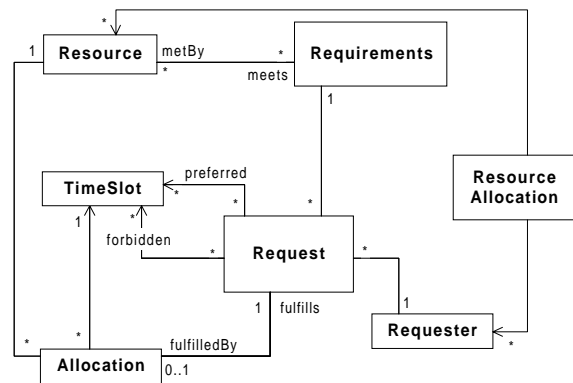 *
1
Resource
metBy
*
*
meets
Requirements
1
TimeSlot
preferred
*
*
*
Resource
Allocation
1
*
forbidden
*
Request
*
1
fulfills
1
Requester
*
*
*
fulfilledBy
Allocation
0..1